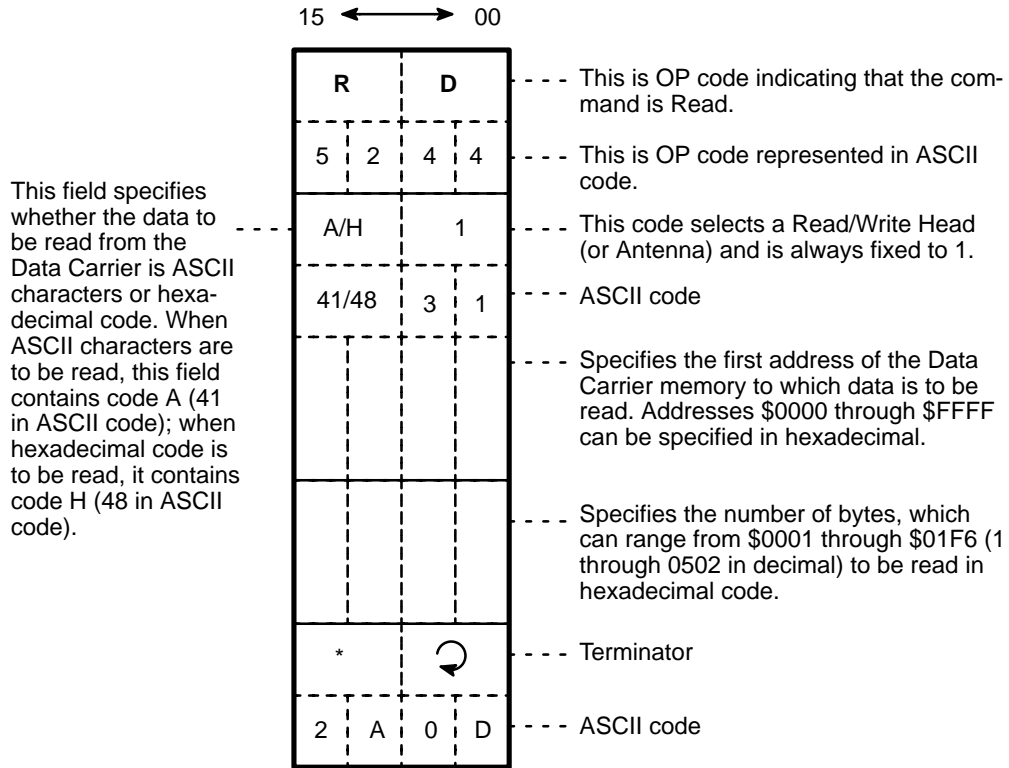 15 00
R D
This is OP code indicating that the com-
mand is Read.
5 2 4 4
This is OP code represented in ASCII
code.
This field specifies
whether the data to
be read from the
Data Carrier is ASCII
characters or hexa-
decimal code. When
ASCII characters are
to be read, this field
contains code A (41
in ASCII code); when
hexadecimal code is
to be read, it contains
code H (48 in ASCII
code).
A/H 1
This code selects a Read/Write Head
(or Antenna) and is always fixed to 1.
41/48 3 1
ASCII code
Specifies the first address of the Data
Carrier memory to which data is to be
read. Addresses $0000 through $FFFF
can be specified in hexadecimal.
Specifies the number of bytes, which
can range from $0001 through $01F6 (1
through 0502 in decimal) to be read in
hexadecimal code.
*
Terminator
2 A 0 D
ASCII code